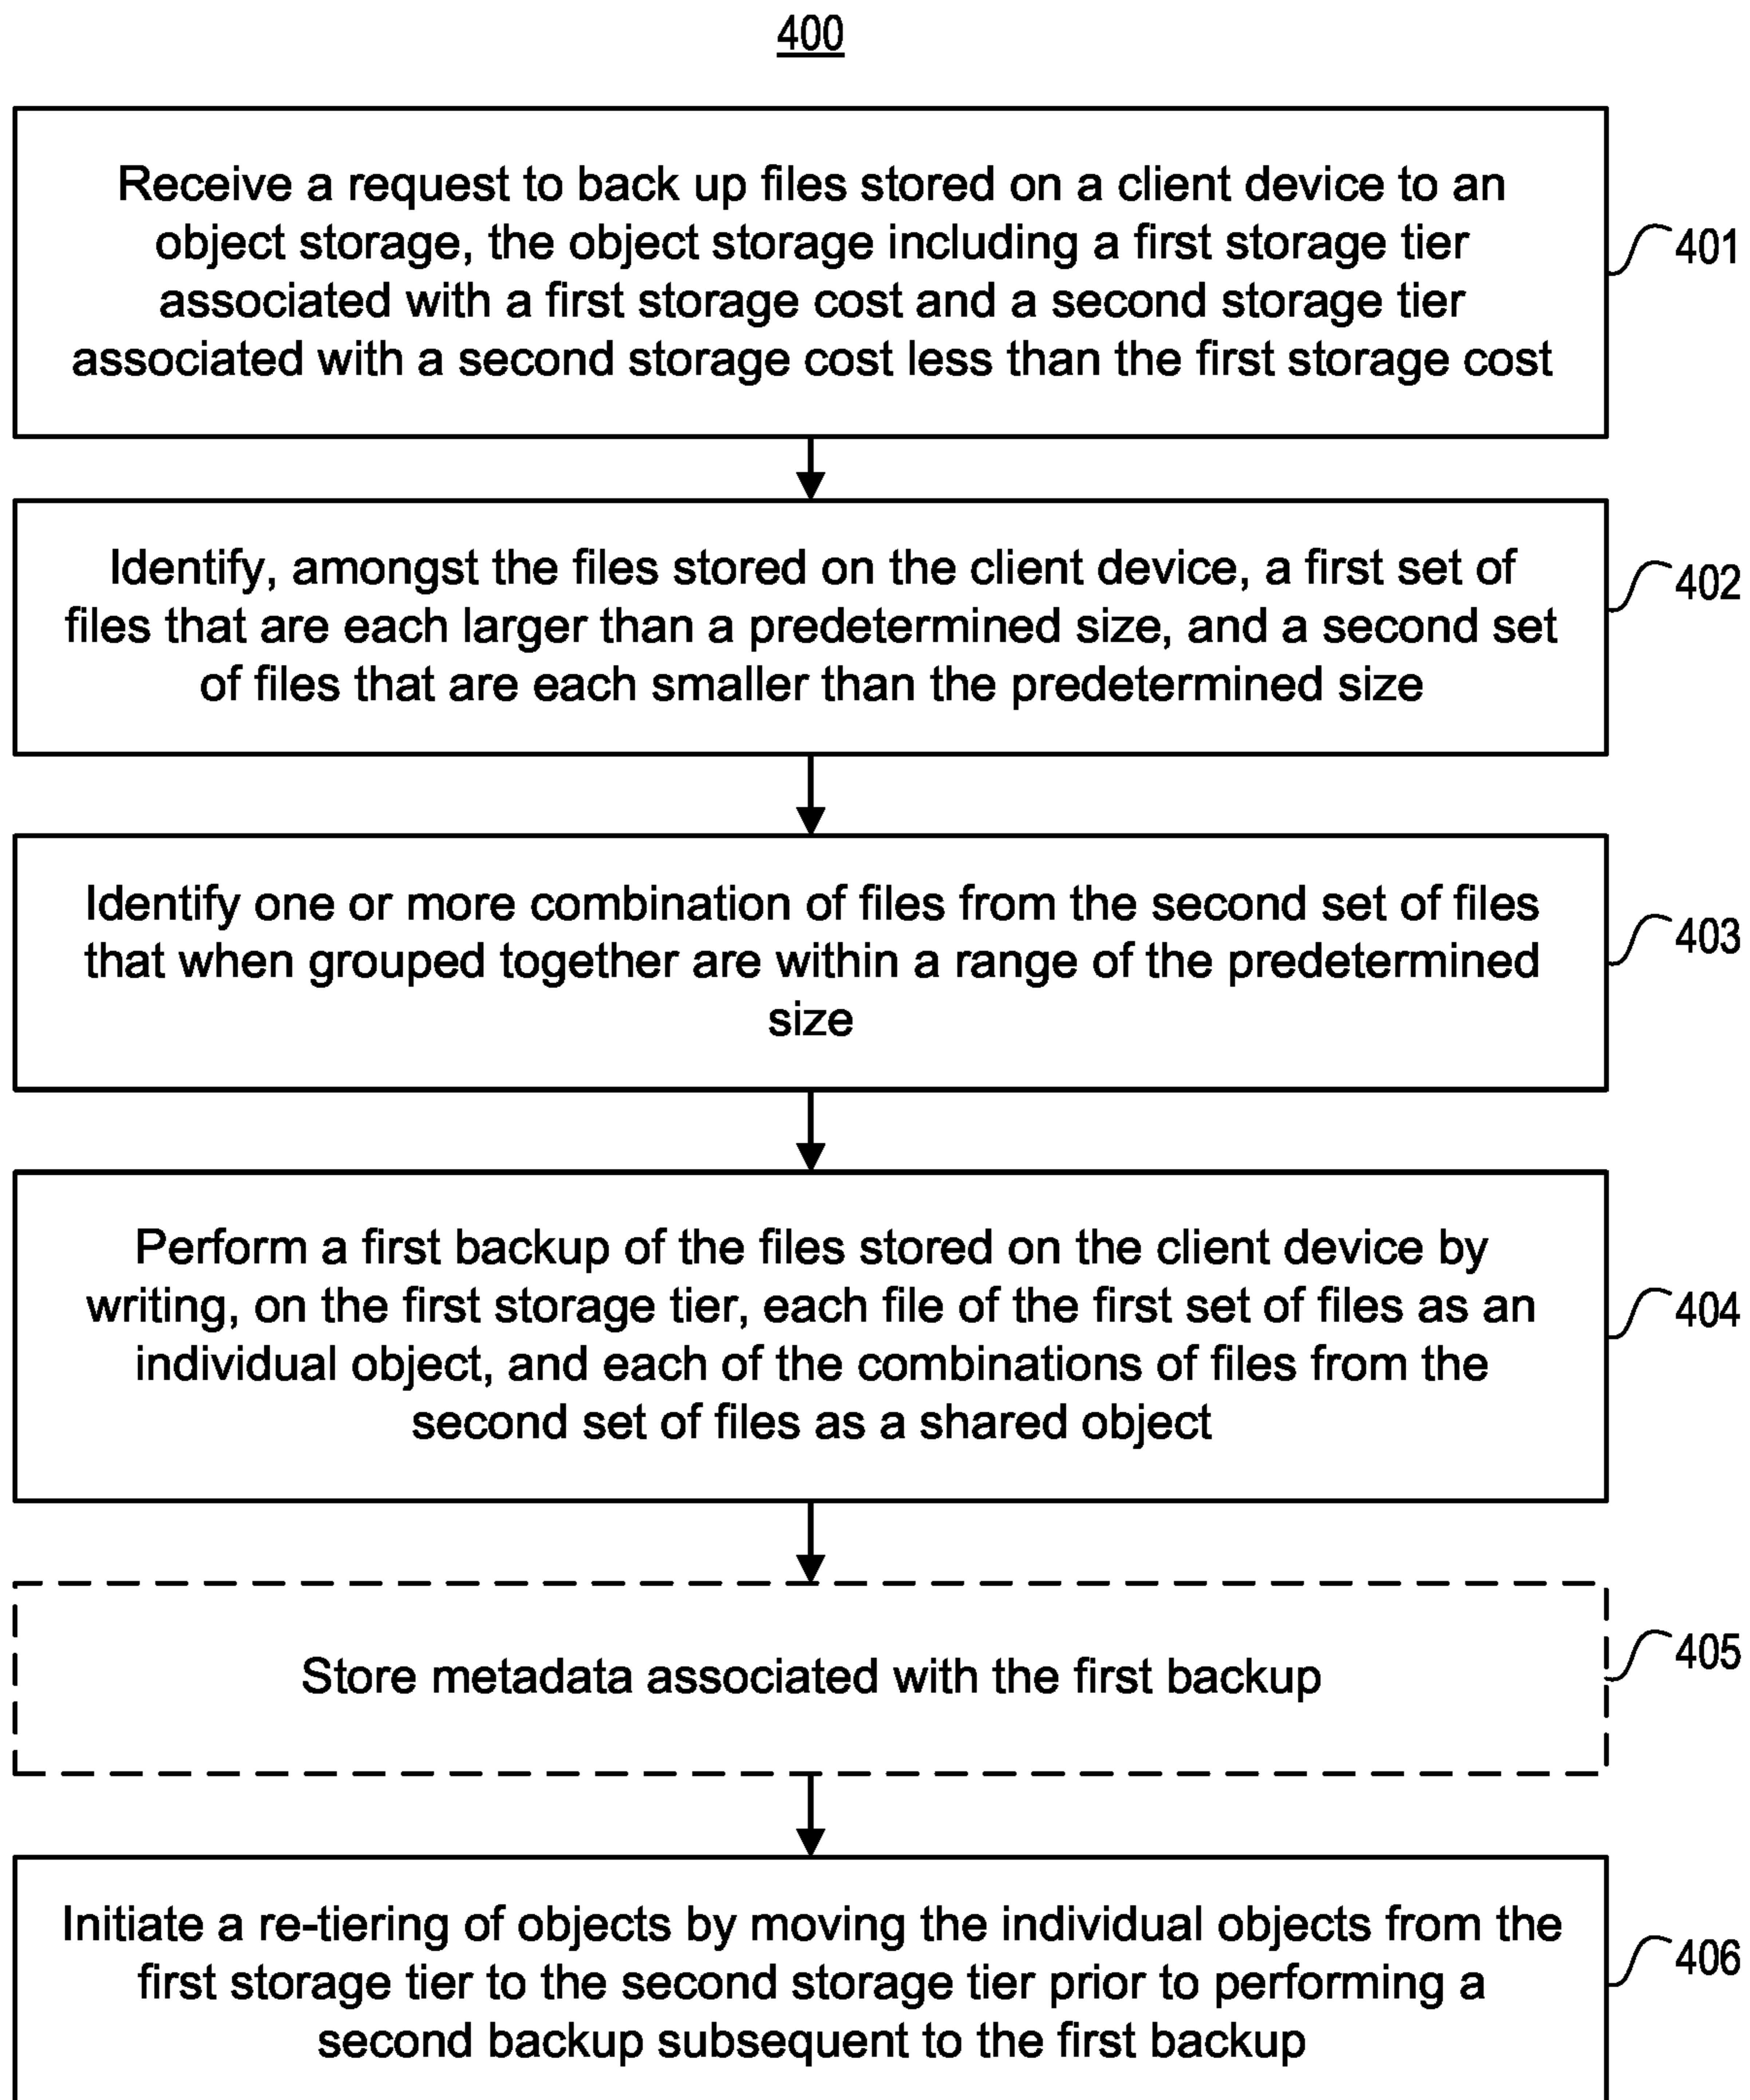 400
Receive a request to back up files stored on a client device to an
object storage, the object storage including a first storage tier
associated with a first storage cost and a second storage tier
associated with a second storage cost less than the first storage cost
401
Identify, amongst the files stored on the client device, a first set of
files that are each larger than a predetermined size, and a second set
of files that are each smaller than the predetermined size
402
Identify one or more combination of files from the second set of files
that when grouped together are within a range of the predetermined
size
403
Perform a first backup of the files stored on the client device by
writing, on the first storage tier, each file of the first set of files as an
individual object, and each of the combinations of files from the
second set of files as a shared object
404
Store metadata associated with the first backup
405
Initiate a re-tiering of objects by moving the individual objects from the
first storage tier to the second storage tier prior to performing a
second backup subsequent to the first backup
406